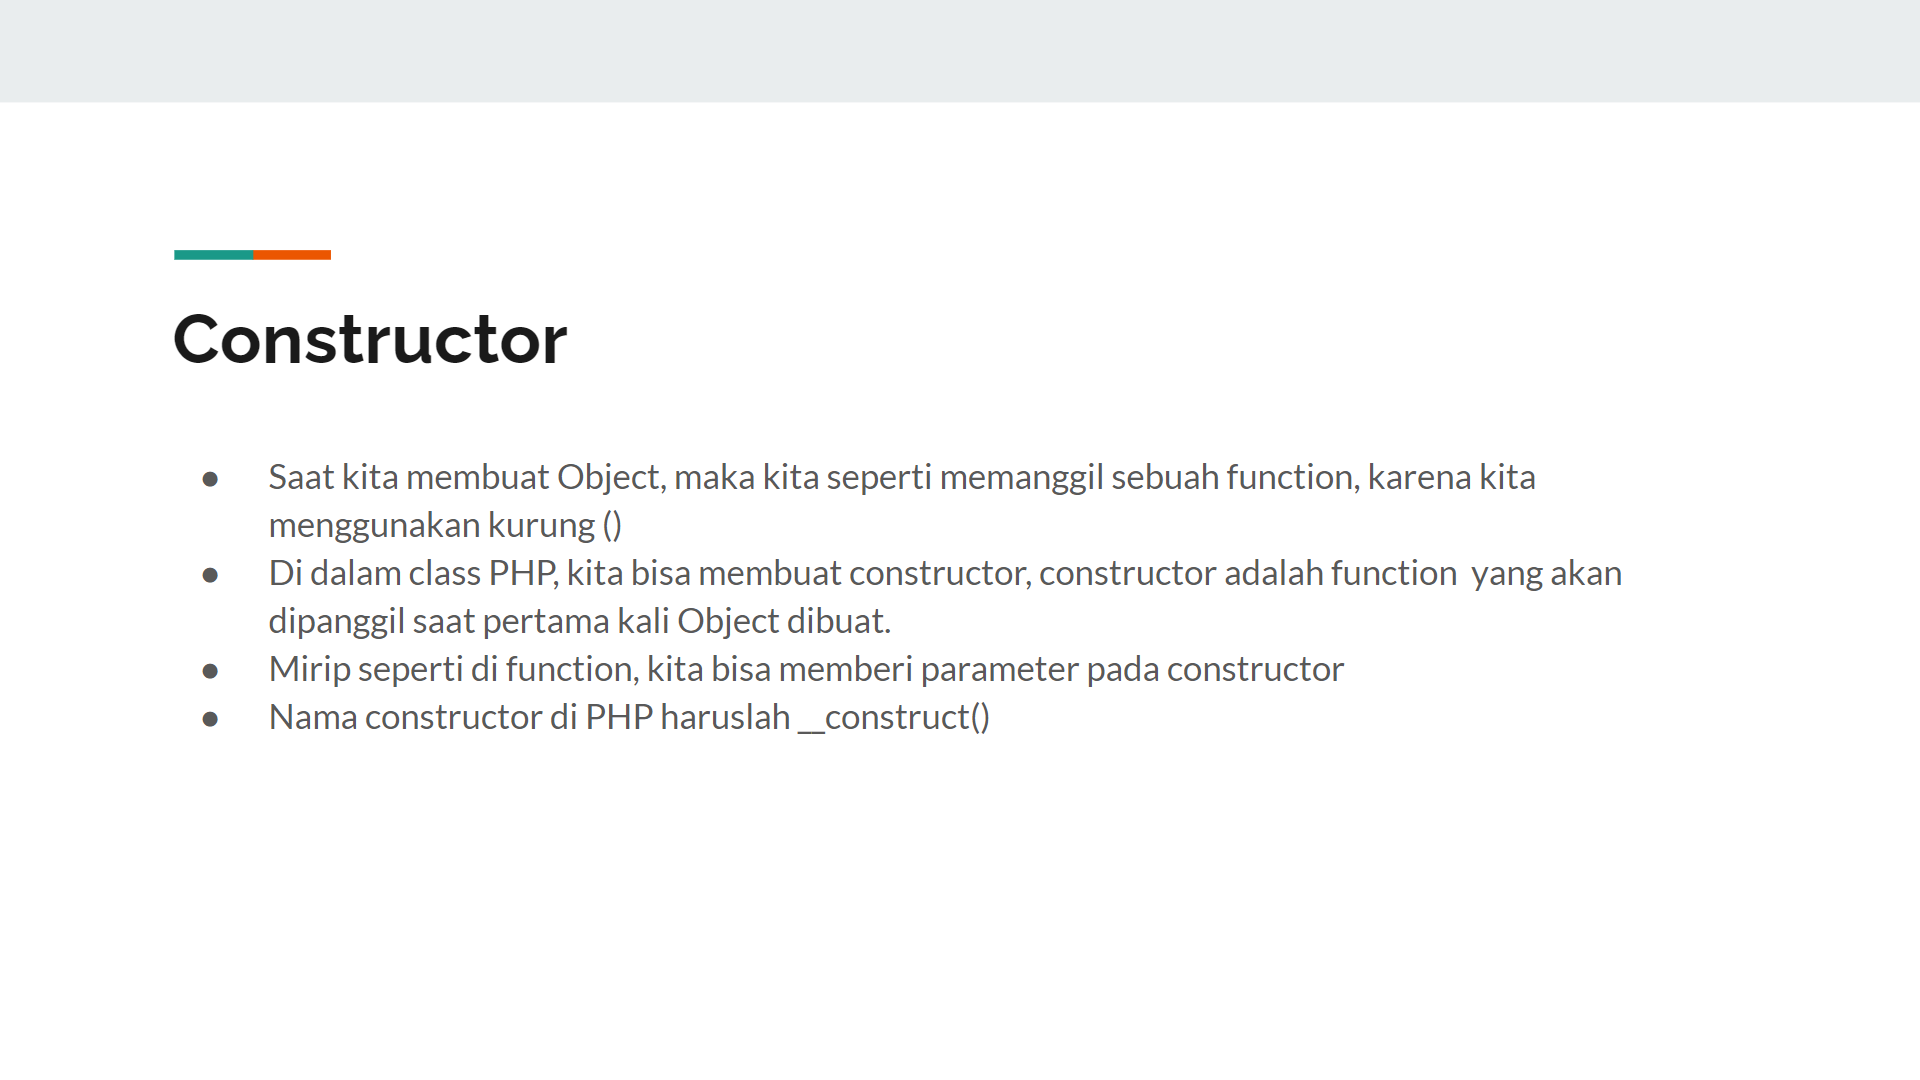 Constructor
● Saat kita membuat Object, maka kita seperti memanggil sebuah function, karena kita
menggunakan kurung ()
● Di dalam class PHP, kita bisa membuat constructor, constructor adalah function  yang akan
dipanggil saat pertama kali Object dibuat.
● Mirip seperti di function, kita bisa memberi parameter pada constructor
● Nama constructor di PHP haruslah __construct()